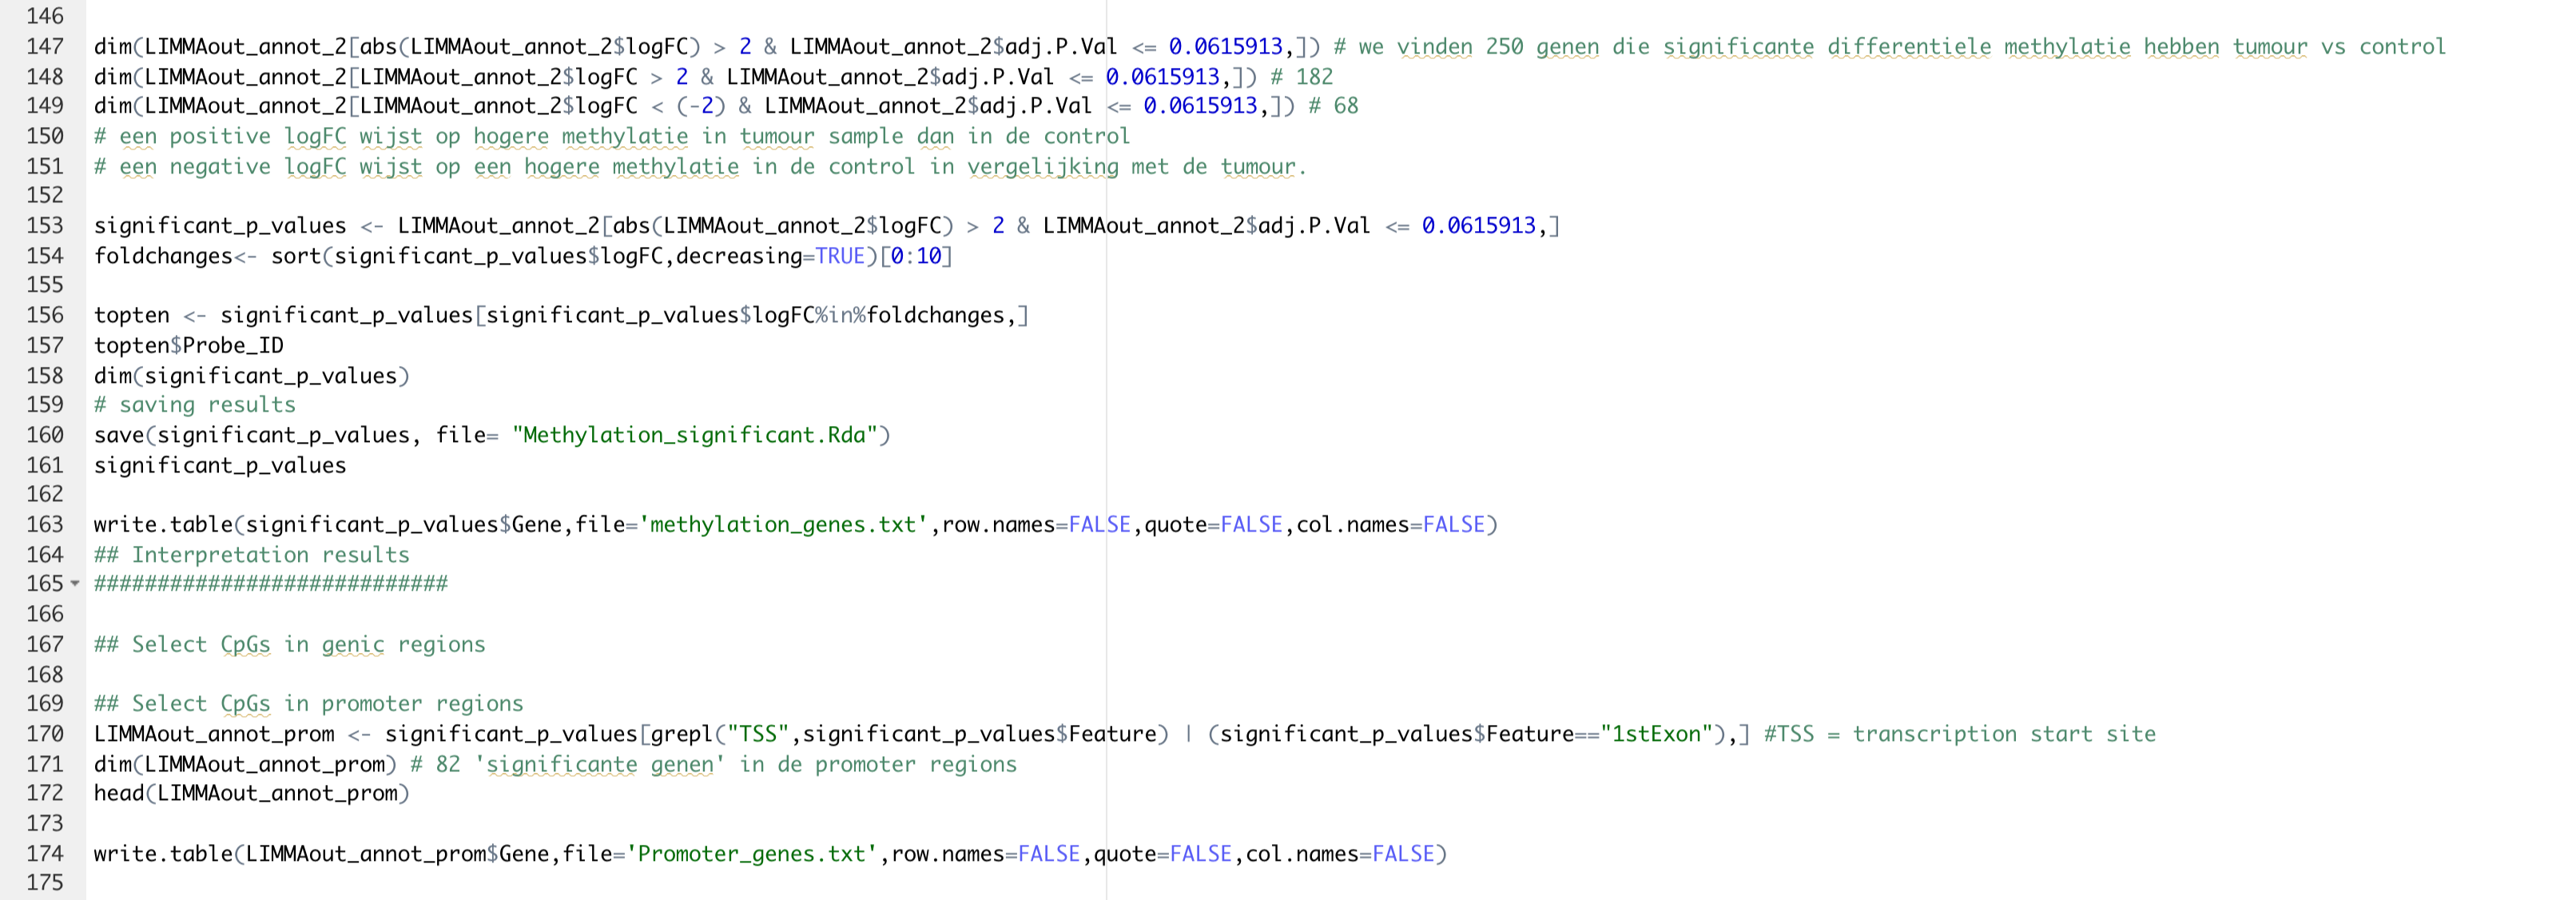 146
147 dim(LIMMAout_annot_2[abs(LIMMAout_annot_2$logFC) > 2 & LIMMAout_annot_2$adj.P.Val <= 0.0615913,]) # we vinden 250 genen die significante differentiele methylatie hebben tumour vs control
148 dim(LIMMAout_annot_2[LIMMAout_annot_2$logFC > 2 & LIMMAout_annot_2$adj.P.Val <= 0.0615913,]) # 182
149 dim(LIMMAout_annot_2[LIMMAout_annot_2$logFC < (-2) & LIMMAout_annot_2$adj.P.Val <= 0.0615913,]) # 68
150 # een positive logFC wijst op hogere methylatie in tumour sample dan in de control
151 # een negative logFC wijst op een hogere methylatie in de control in vergelijking met de tumour.
152
153 significant_p_values <- LIMMAout_annot_2[abs(LIMMAout_annot_2$logFC) > 2 & LIMMAout_annot_2$adj.P.Val <= 0.0615913,]
154 foldchanges<- sort(significant_p_values$logFC,decreasing=TRUE)[0:10]
155
156 topten <- significant_p_values[significant_p_values$logFC%in%foldchanges,]
157 topten$Probe_ID
158 dim(significant_p_values)
159 # saving results
160 save(significant_p_values, file= "Methylation_significant.Rda")
161 significant_p_values
162
163 write.table(significant_p_values$Gene,file='methylation_genes.txt',row.names=FALSE,quote=FALSE,col.names=FALSE)
164 ## Interpretation results
165 ############################
166
167 ## Select CpGs in genic regions
168
169 ## Select CpGs in promoter regions
170 LIMMAout_annot_prom <- significant_p_values[grepl("TSS",significant_p_values$Feature) | (significant_p_values$Feature=="1stExon"),] #TSS = transcription start site
171 dim(LIMMAout_annot_prom) # 82 'significante genen' in de promoter regions
172 head(LIMMAout_annot_prom)
173
174 write.table(LIMMAout_annot_prom$Gene,file='Promoter_genes.txt',row.names=FALSE,quote=FALSE,col.names=FALSE)
175